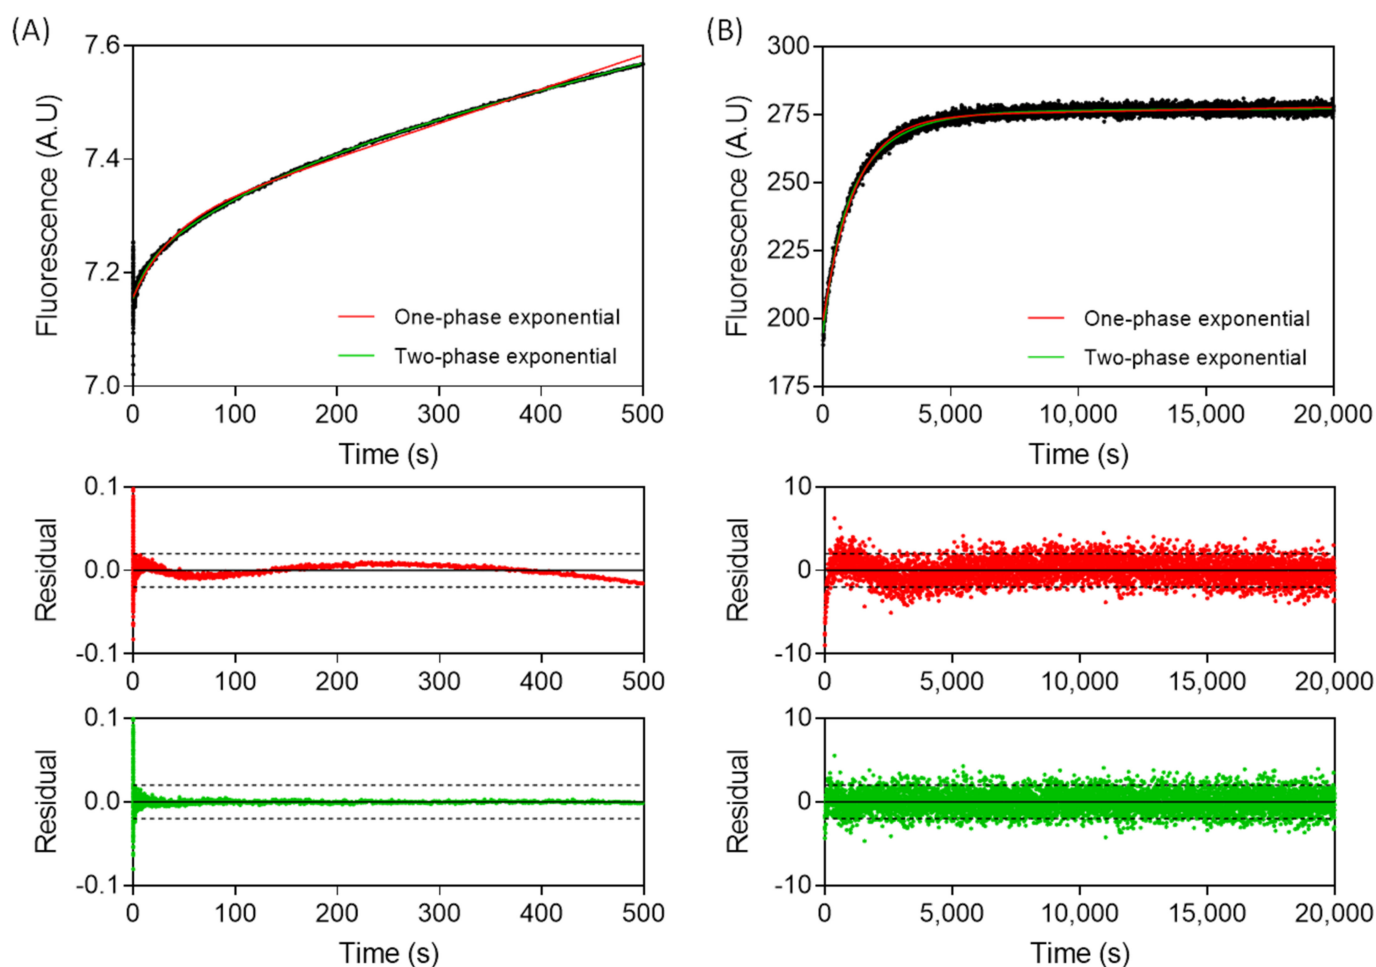 (A)
7.6
7.4
7.2
7.0
Fluorescence (A.U)
One-phase exponential
Two-phase exponential
0 100 200 300 400 500
Time (s)
0.1
0.0
-0.1
Residual
0 100 200 300 400 500
0.1
0.0
-0.1
Residual
0 100 200 300 400 500
Time (s)
(B)
300
275
250
225
200
175
Fluorescence (A.U)
One-phase exponential
Two-phase exponential
0 5,000 10,000 15,000 20,000
Time (s)
10
0
-10
Residual
0 5,000 10,000 15,000 20,000
10
0
-10
Residual
0 5,000 10,000 15,000 20,000
Time (s)